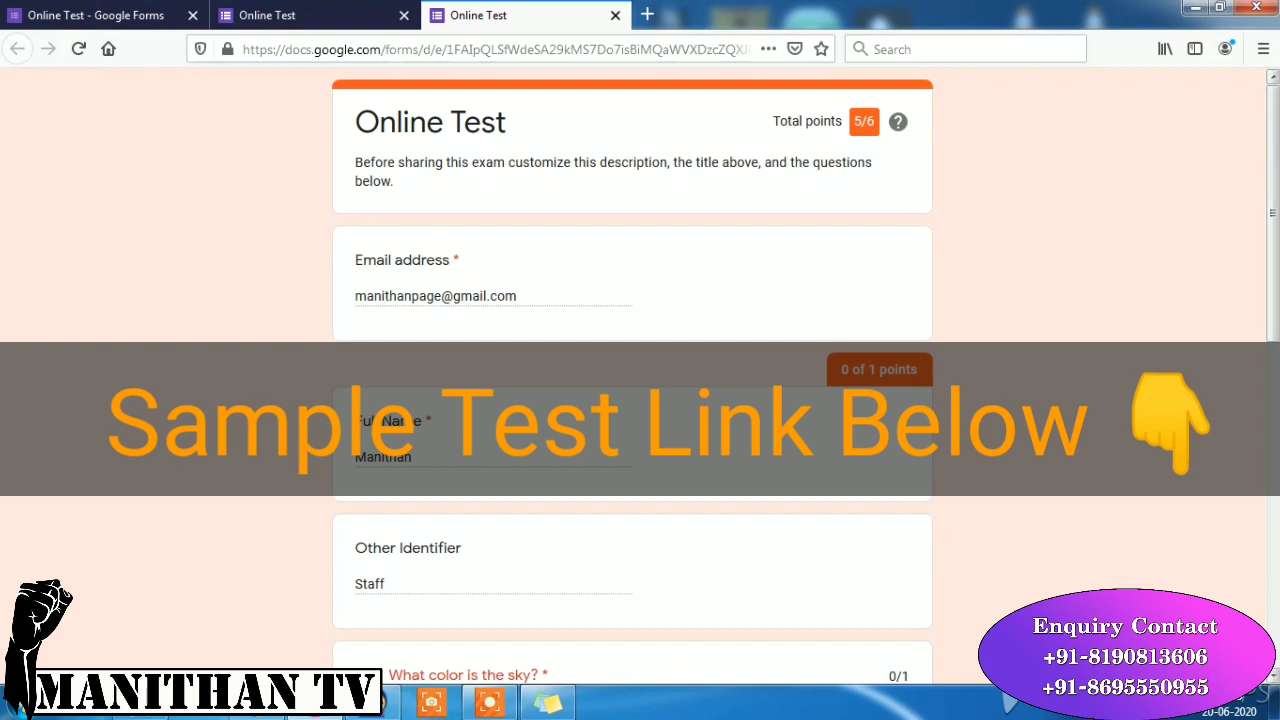 Online Test - Google Forms
Online Test
Online Test
https://docs.google.com/forms/d/e/1FAIpQLSfWdeSA29kMS7Do7isBiMQaWVXDzcZQXJ
Search
Online Test
Total points 5/6
Before sharing this exam customize this description, the title above, and the questions
below.
Email address *
manithanpage@gmail.com
0 of 1 points
Sample Test Link Below 👇
Full Name *
Manithan
Other Identifier
Staff
What color is the sky? *
0/1
MANITHAN TV
Enquiry Contact
+91-8190813606
+91-8695550955
20-06-2020